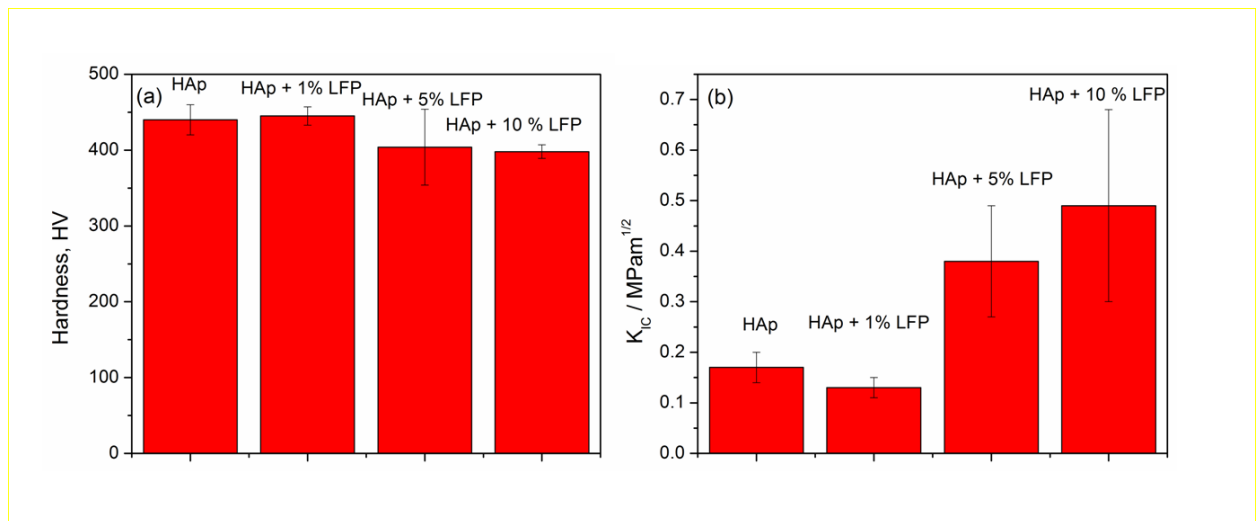 (a)
HAp
HAp + 1% LFP
HAp + 5% LFP
HAp + 10 % LFP
Hardness, HV
500
400
300
200
100
0
(b)
HAp + 10 % LFP
HAp + 5% LFP
HAp
HAp + 1% LFP
K_IC / MPam^1/2
0.7
0.6
0.5
0.4
0.3
0.2
0.1
0.0